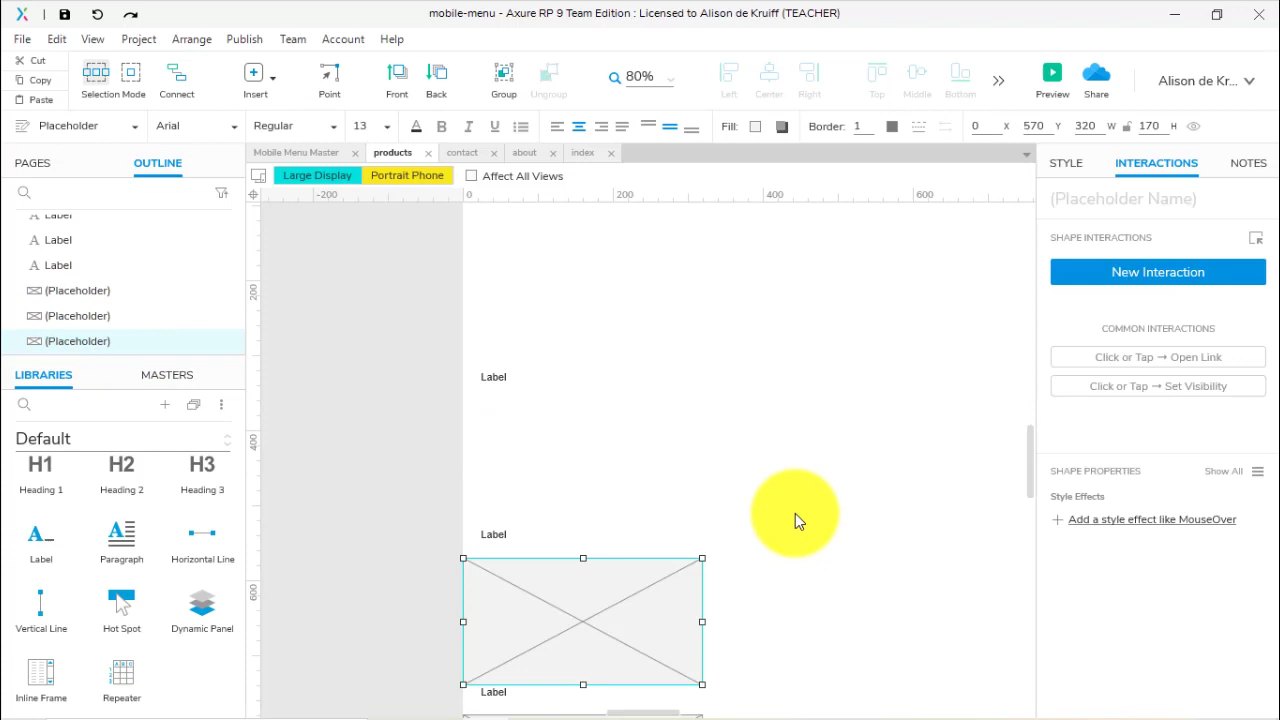 mobile-menu - Axure RP 9 Team Edition : Licensed to Alison de Kruiff (TEACHER)
File Edit View Project Arrange Publish Team Account Help
Cut
Copy
Paste
Selection Mode Connect Insert Point Front Back Group Ungroup 80% Left Center Right Top Middle Bottom Preview Share Alison de Kr...
Placeholder Arial Regular 13 Fill: Border: 1 0 X 570 Y 320 W 170 H
PAGES OUTLINE
Mobile Menu Master products contact about index
Large Display Portrait Phone Affect All Views
STYLE INTERACTIONS NOTES
-200 0 200 400 600
200
400
600
Label
Label
Label
(Placeholder)
(Placeholder)
(Placeholder)
LIBRARIES MASTERS
Default
H1 H2 H3
Heading 1 Heading 2 Heading 3
Label Paragraph Horizontal Line
Vertical Line Hot Spot Dynamic Panel
Inline Frame Repeater
Label
Label
Label
(Placeholder Name)
SHAPE INTERACTIONS
New Interaction
COMMON INTERACTIONS
Click or Tap → Open Link
Click or Tap → Set Visibility
SHAPE PROPERTIES Show All
Style Effects
Add a style effect like MouseOver